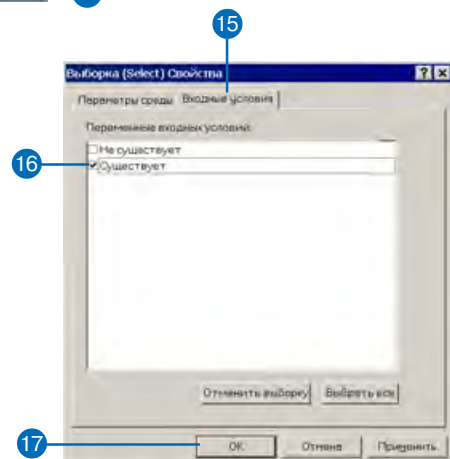 15
Выборка (Select) Свойства
Параметры среды Входные условия
Переменные входных условий:
Не существует
16
Существует
Отменить выборку Выбрать все
17
OK Отмена Применить